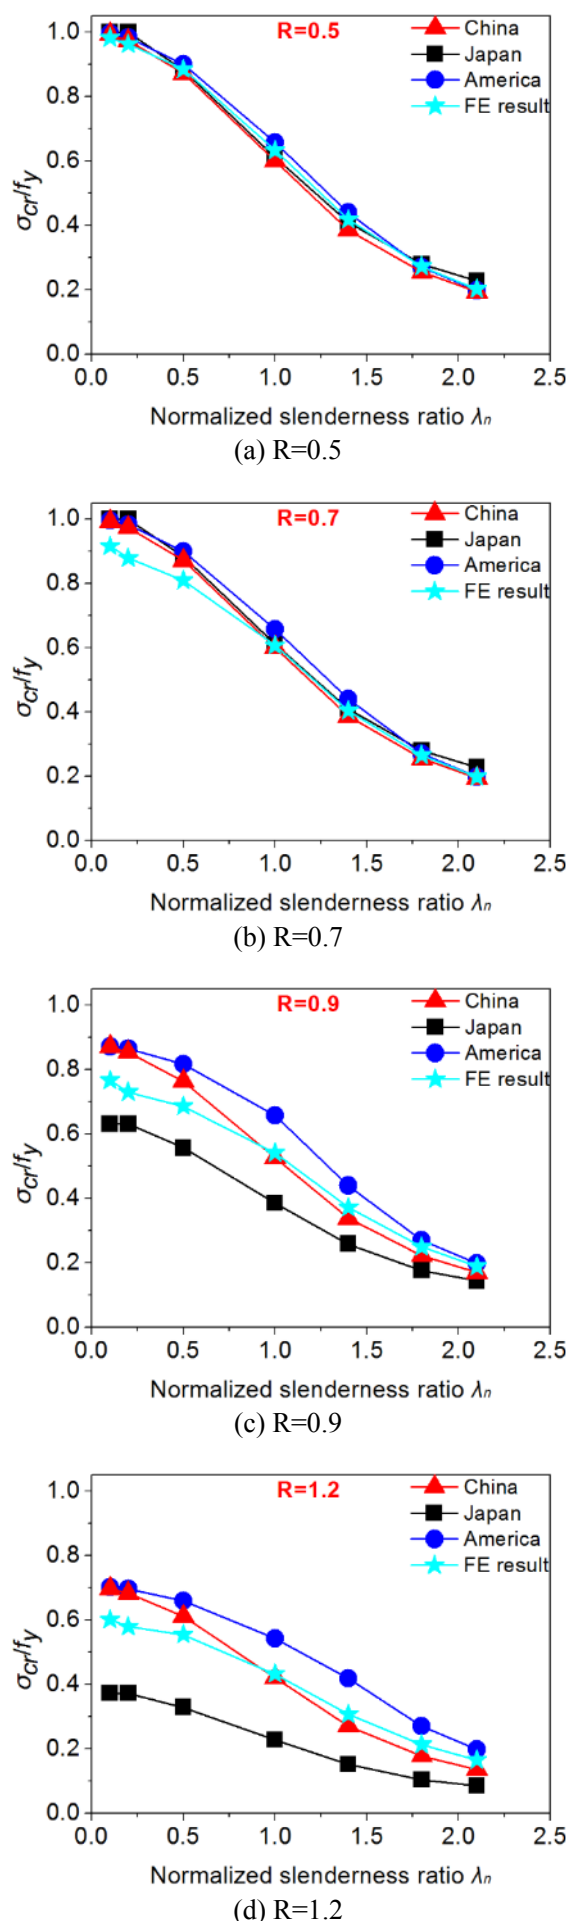 R=0.5
China
Japan
America
FE result
σcr/fy
1.0
0.8
0.6
0.4
0.2
0.0
0.0 0.5 1.0 1.5 2.0 2.5
Normalized slenderness ratio λn
(a) R=0.5
R=0.7
China
Japan
America
FE result
σcr/fy
1.0
0.8
0.6
0.4
0.2
0.0
0.0 0.5 1.0 1.5 2.0 2.5
Normalized slenderness ratio λn
(b) R=0.7
R=0.9
China
Japan
America
FE result
σcr/fy
1.0
0.8
0.6
0.4
0.2
0.0
0.0 0.5 1.0 1.5 2.0 2.5
Normalized slenderness ratio λn
(c) R=0.9
R=1.2
China
Japan
America
FE result
σcr/fy
1.0
0.8
0.6
0.4
0.2
0.0
0.0 0.5 1.0 1.5 2.0 2.5
Normalized slenderness ratio λn
(d) R=1.2